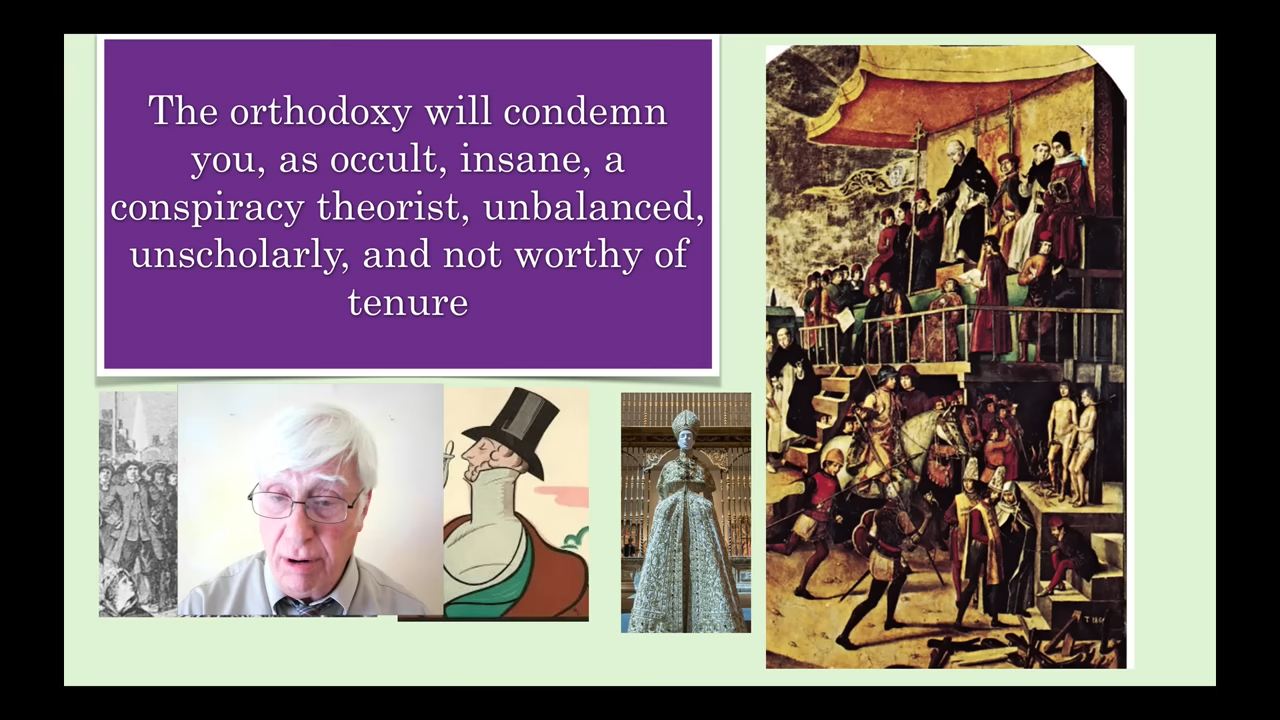 The orthodoxy will condemn
you, as occult, insane, a
conspiracy theorist, unbalanced,
unscholarly, and not worthy of
tenure